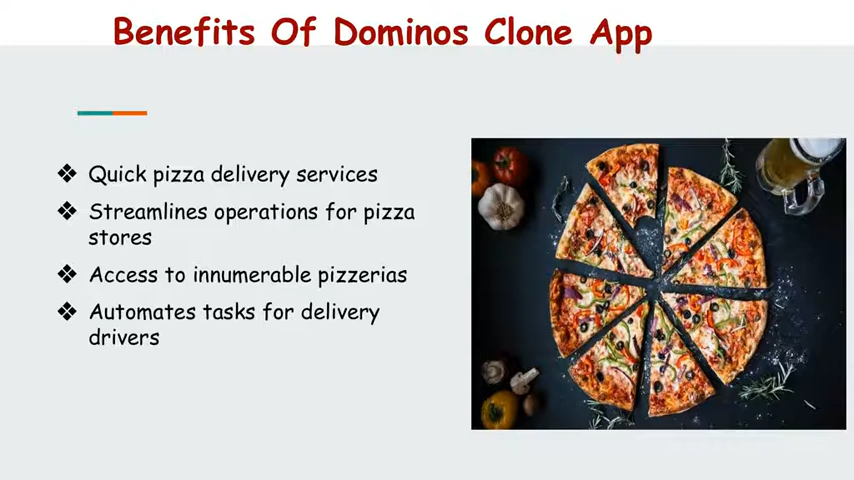 Benefits Of Dominos Clone App
❖ Quick pizza delivery services
❖ Streamlines operations for pizza
stores
❖ Access to innumerable pizzerias
❖ Automates tasks for delivery
drivers